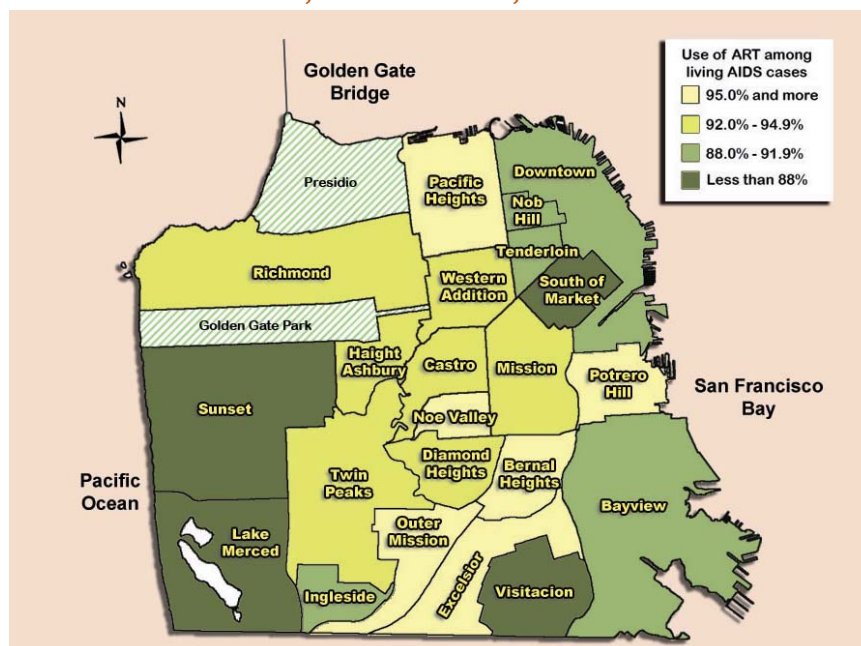 Golden Gate
Bridge
N
Use of ART among
living AIDS cases
95.0% and more
92.0% - 94.9%
88.0% - 91.9%
Less than 88%
Presidio
Pacific
Heights
Downtown
Nob
Hill
Tenderloin
Richmond
Western
Addition
South of
Market
Golden Gate Park
Haight
Ashbury
Castro
Mission
Potrero
Hill
San Francisco
Bay
Sunset
Noe Valley
Diamond
Heights
Bernal
Heights
Twin
Peaks
Pacific
Ocean
Bayview
Outer
Mission
Lake
Merced
Ingleside
Excelsior
Visitacion